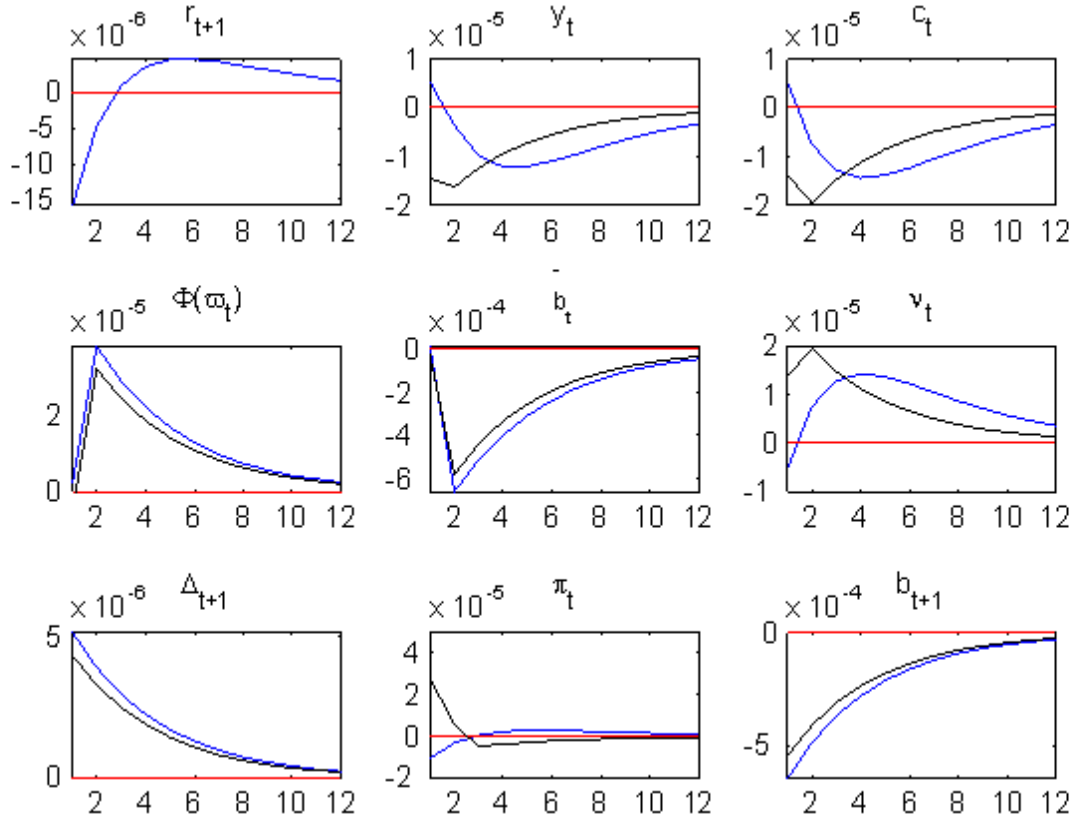 r_{t+1} y_t c_t
× 10^{-6} × 10^{-5} × 10^{-5}
0 -5 -10 -15
2 4 6 8 10 12
1 0 -1 -2
2 4 6 8 10 12
1 0 -1 -2
2 4 6 8 10 12
Φ(ϖ_t) b̄_t ν_t
× 10^{-5} × 10^{-4} × 10^{-5}
2 0
2 4 6 8 10 12
0 -2 -4 -6
2 4 6 8 10 12
2 1 0 -1
2 4 6 8 10 12
Δ_{t+1} π_t b_{t+1}
× 10^{-6} × 10^{-5} × 10^{-4}
5 0
2 4 6 8 10 12
4 2 0 -2
2 4 6 8 10 12
0 -5
2 4 6 8 10 12